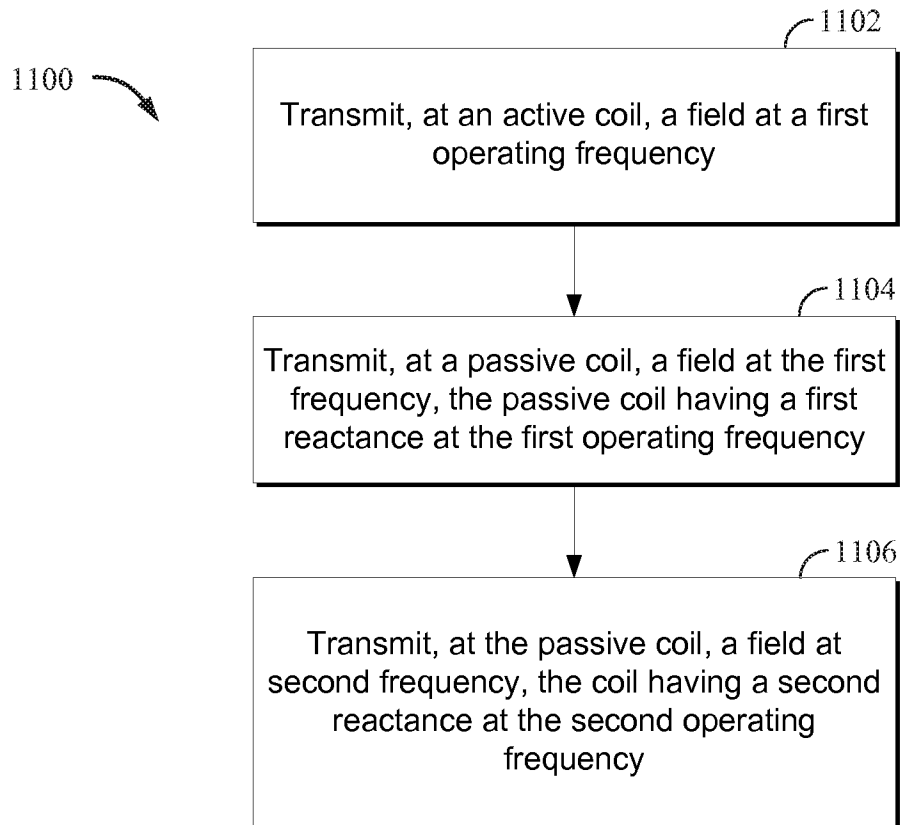 1102
1100
Transmit, at an active coil, a field at a first
operating frequency
1104
Transmit, at a passive coil, a field at the first
frequency, the passive coil having a first
reactance at the first operating frequency
1106
Transmit, at the passive coil, a field at
second frequency, the coil having a second
reactance at the second operating
frequency